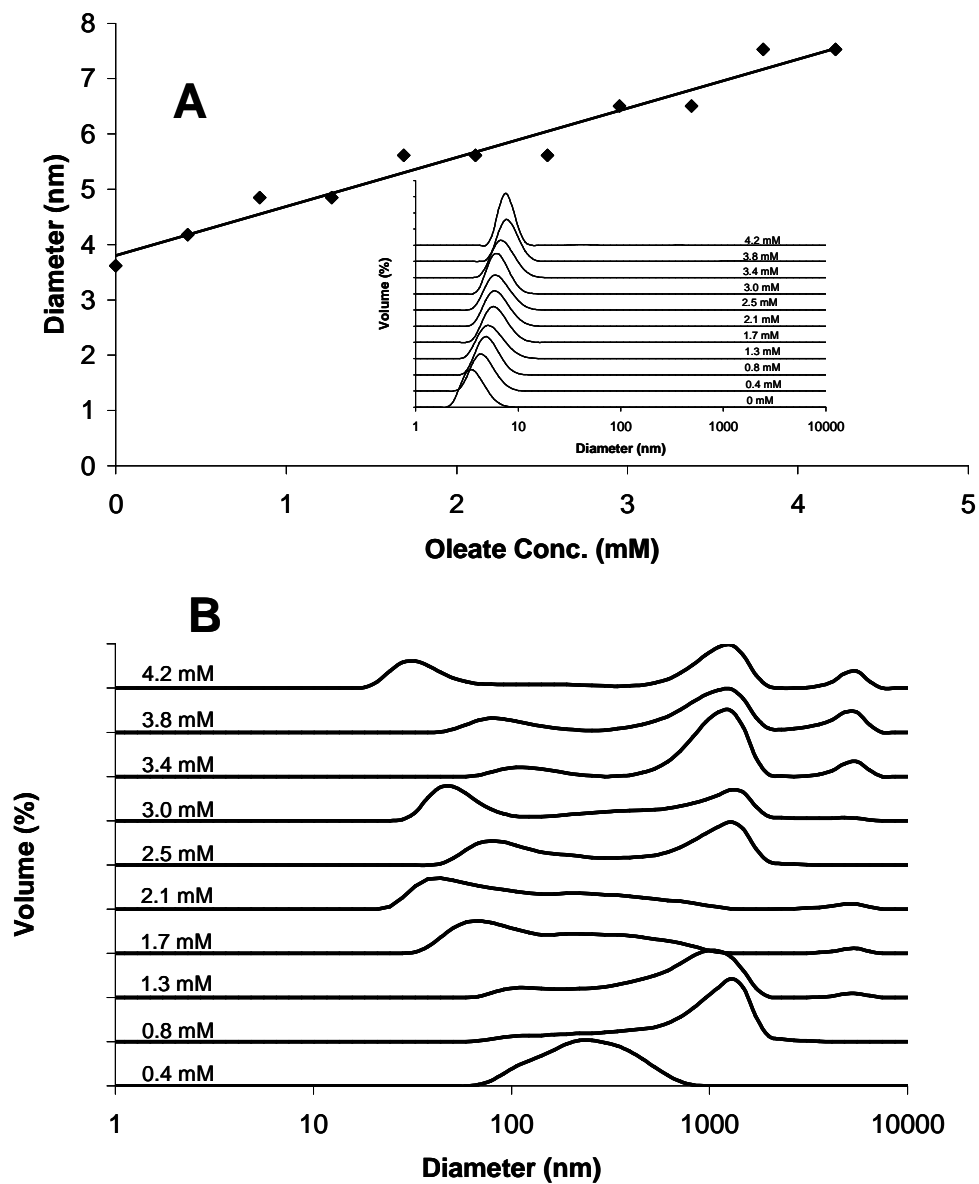 8
7
6
5
4
3
2
1
0
Diameter (nm)
A
Volume (%)
4.2 mM
3.8 mM
3.4 mM
3.0 mM
2.5 mM
2.1 mM
1.7 mM
1.3 mM
0.8 mM
0.4 mM
0 mM
1 10 100 1000 10000
Diameter (nm)
0 1 2 3 4 5
Oleate Conc. (mM)
B
Volume (%)
4.2 mM
3.8 mM
3.4 mM
3.0 mM
2.5 mM
2.1 mM
1.7 mM
1.3 mM
0.8 mM
0.4 mM
1 10 100 1000 10000
Diameter (nm)